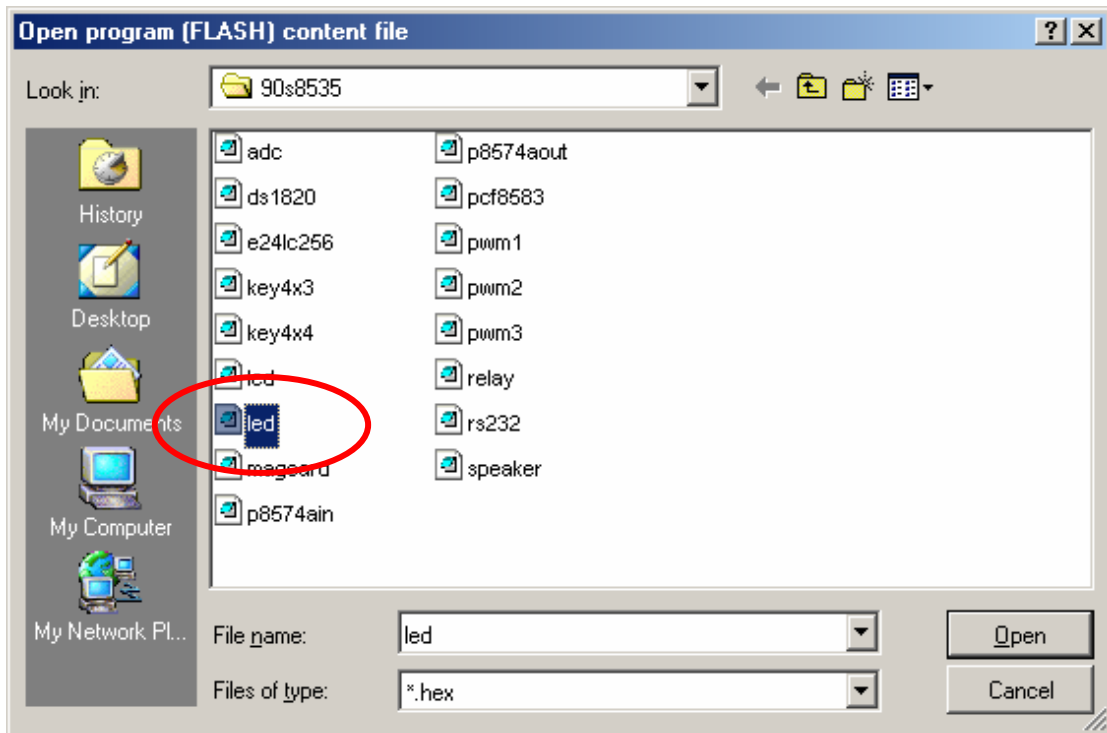 Open program (FLASH) content file
Look in:
90s8535
History
Desktop
My Documents
My Computer
My Network Pl...
adc
ds1820
e24lc256
key4x3
key4x4
lcd
led
magcard
p8574ain
p8574aout
pcf8583
pwm1
pwm2
pwm3
relay
rs232
speaker
File name:
led
Open
Files of type:
*.hex
Cancel